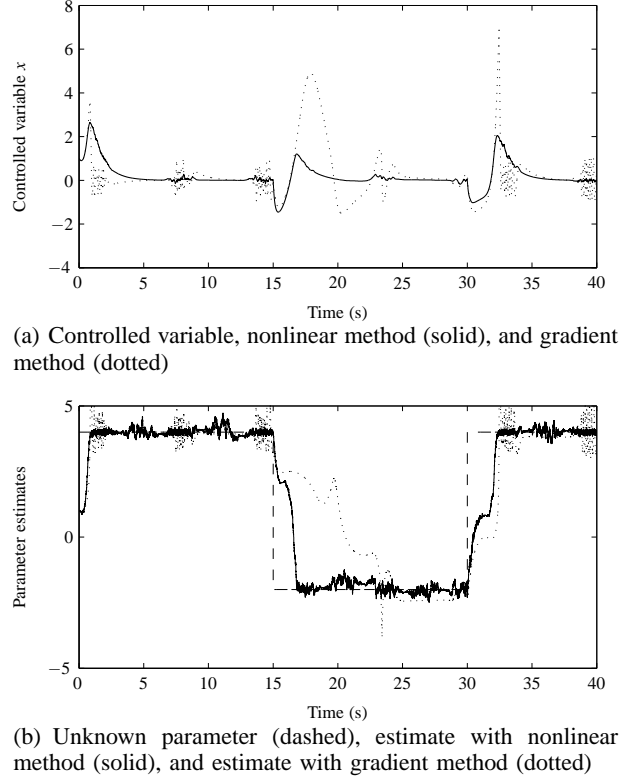 8
6
4
2
0
−2
−4
Controlled variable x
0 5 10 15 20 25 30 35 40
Time (s)
(a) Controlled variable, nonlinear method (solid), and gradient
method (dotted)
5
0
−5
Parameter estimates
0 5 10 15 20 25 30 35 40
Time (s)
(b) Unknown parameter (dashed), estimate with nonlinear
method (solid), and estimate with gradient method (dotted)